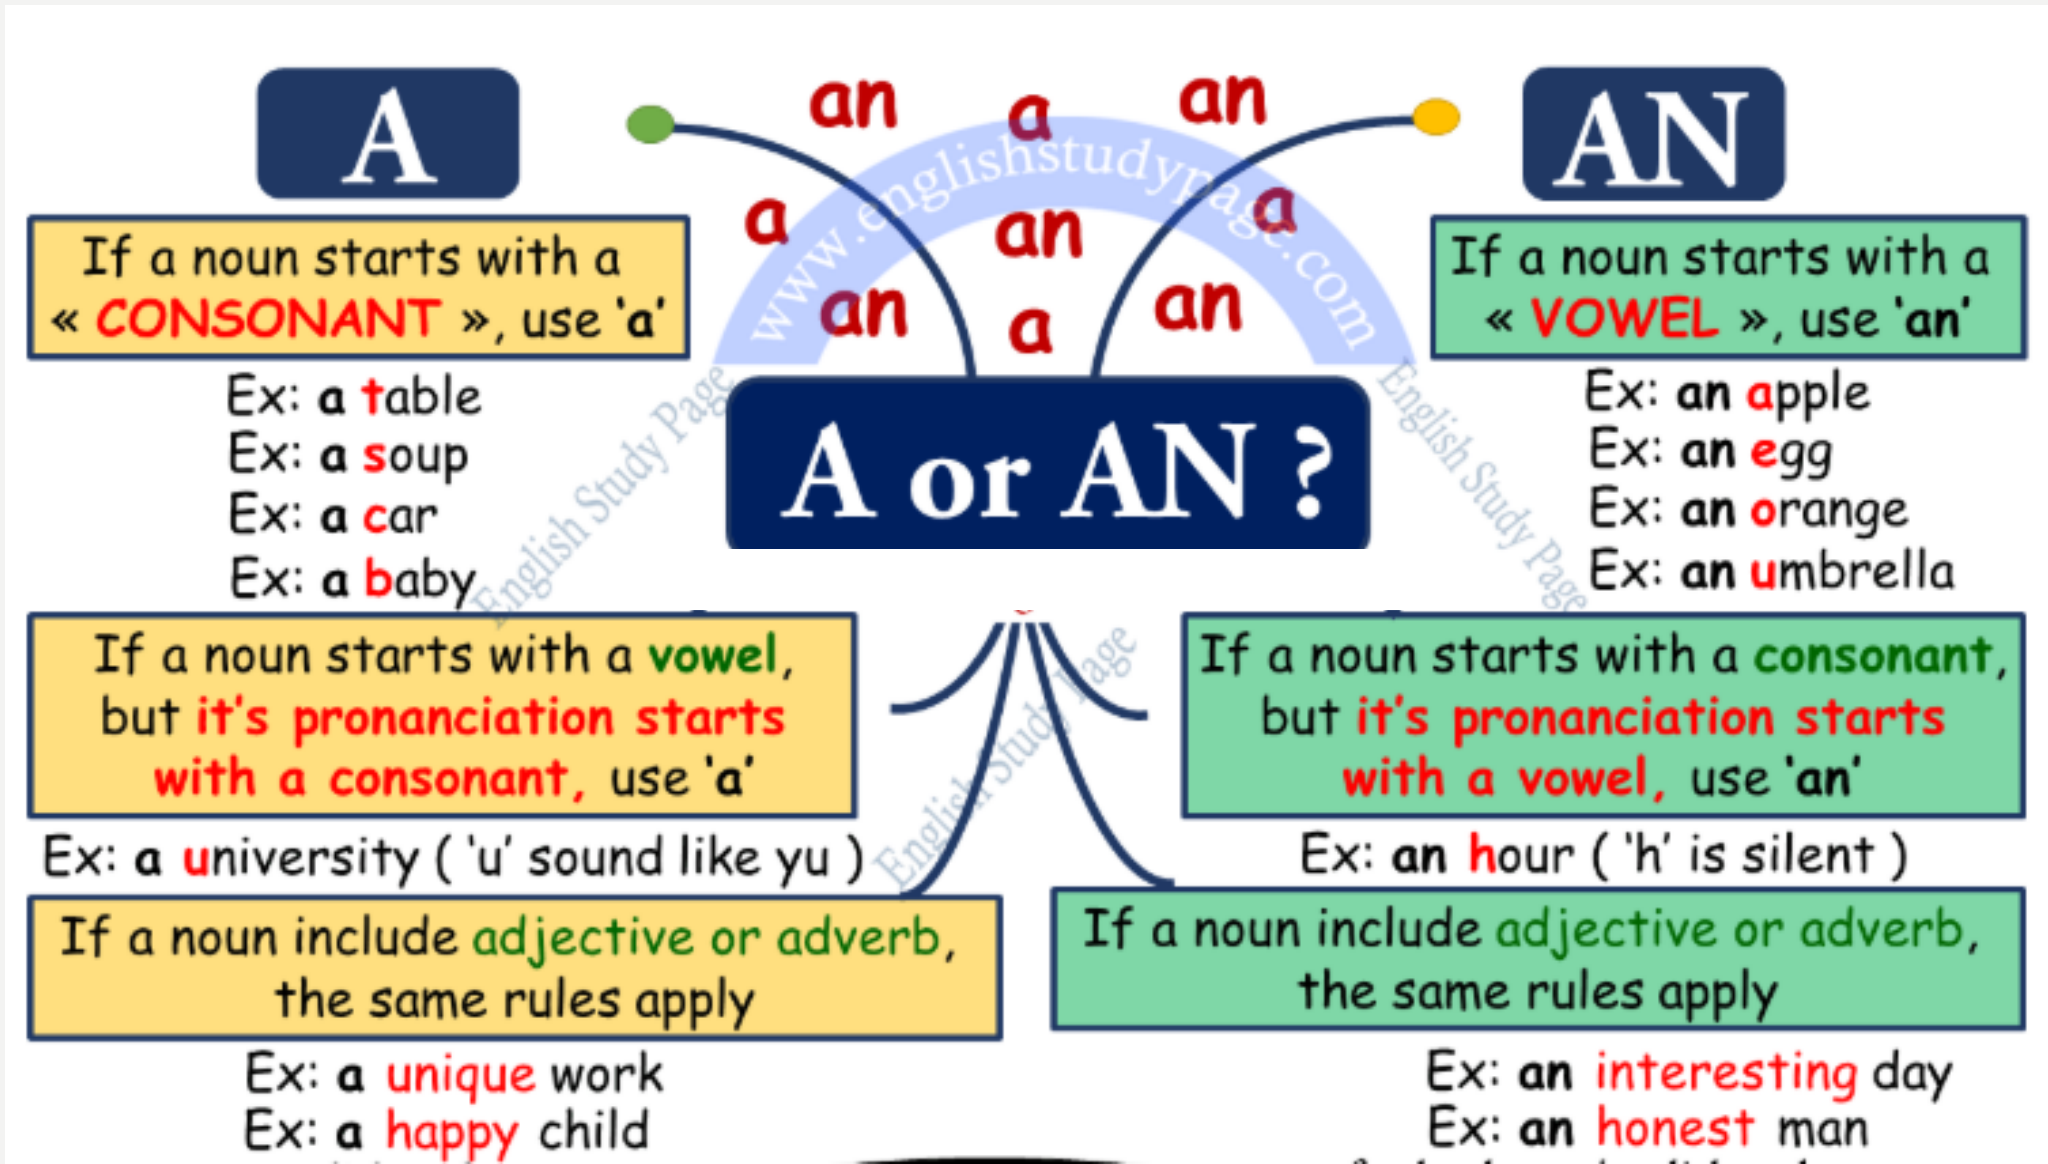 A
an a an
AN
a an a
an a an
www.englishstudypage.com
If a noun starts with a
« CONSONANT », use ‘a’
Ex: a table
Ex: a soup
Ex: a car
Ex: a baby
English Study Page
A or AN ?
English Study Page
If a noun starts with a
« VOWEL », use ‘an’
Ex: an apple
Ex: an egg
Ex: an orange
Ex: an umbrella
If a noun starts with a vowel,
but it’s pronanciation starts
with a consonant, use ‘a’
Ex: a university ( ‘u’ sound like yu )
English Study Page
If a noun starts with a consonant,
but it’s pronanciation starts
with a vowel, use ‘an’
Ex: an hour ( ‘h’ is silent )
If a noun include adjective or adverb,
the same rules apply
Ex: a unique work
Ex: a happy child
If a noun include adjective or adverb,
the same rules apply
Ex: an interesting day
Ex: an honest man